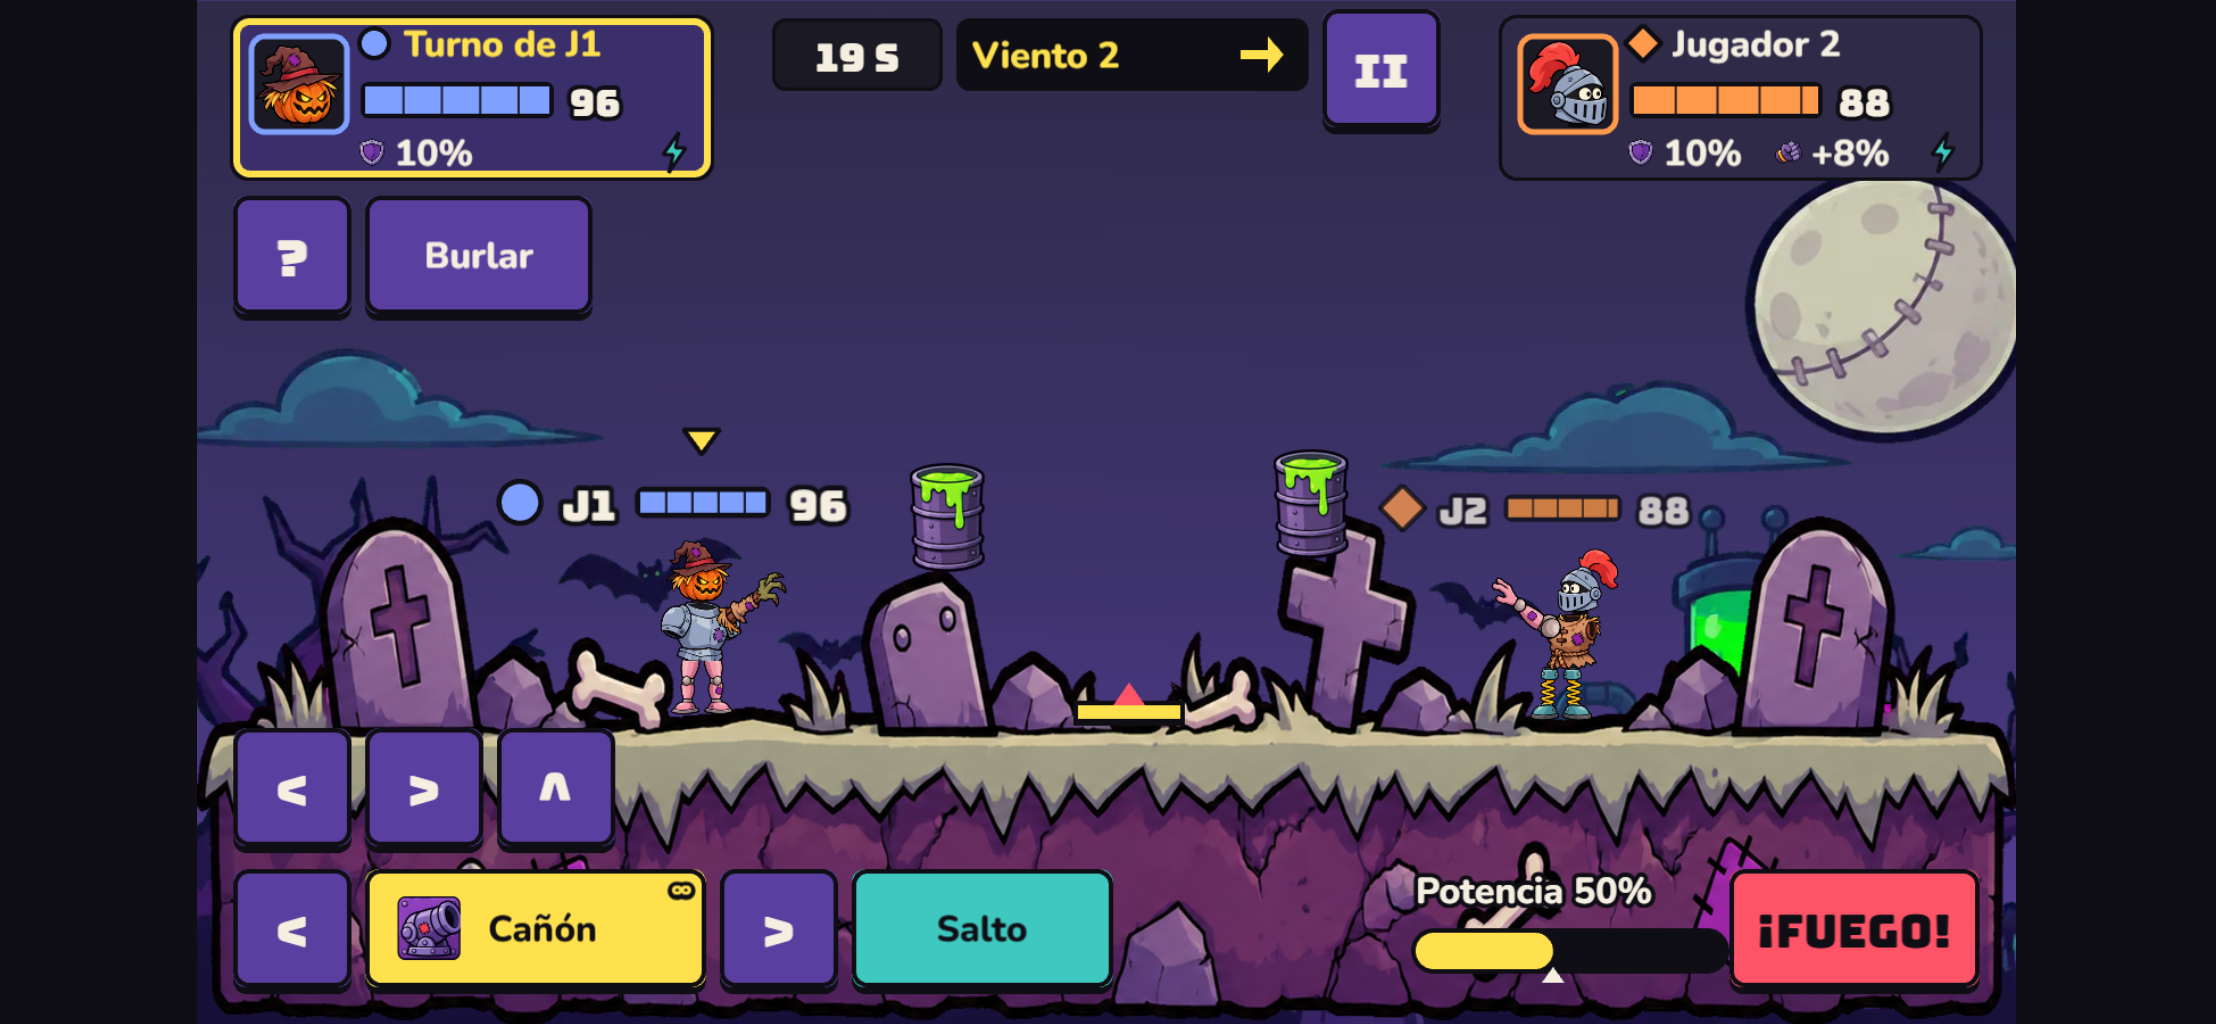 Turno de J1
96
10%
19 S
Viento 2
II
Jugador 2
88
10%
+8%
?
Burlar
J1
96
J2
88
<
>
^
<
Cañón
∞
>
Salto
Potencia 50%
¡FUEGO!